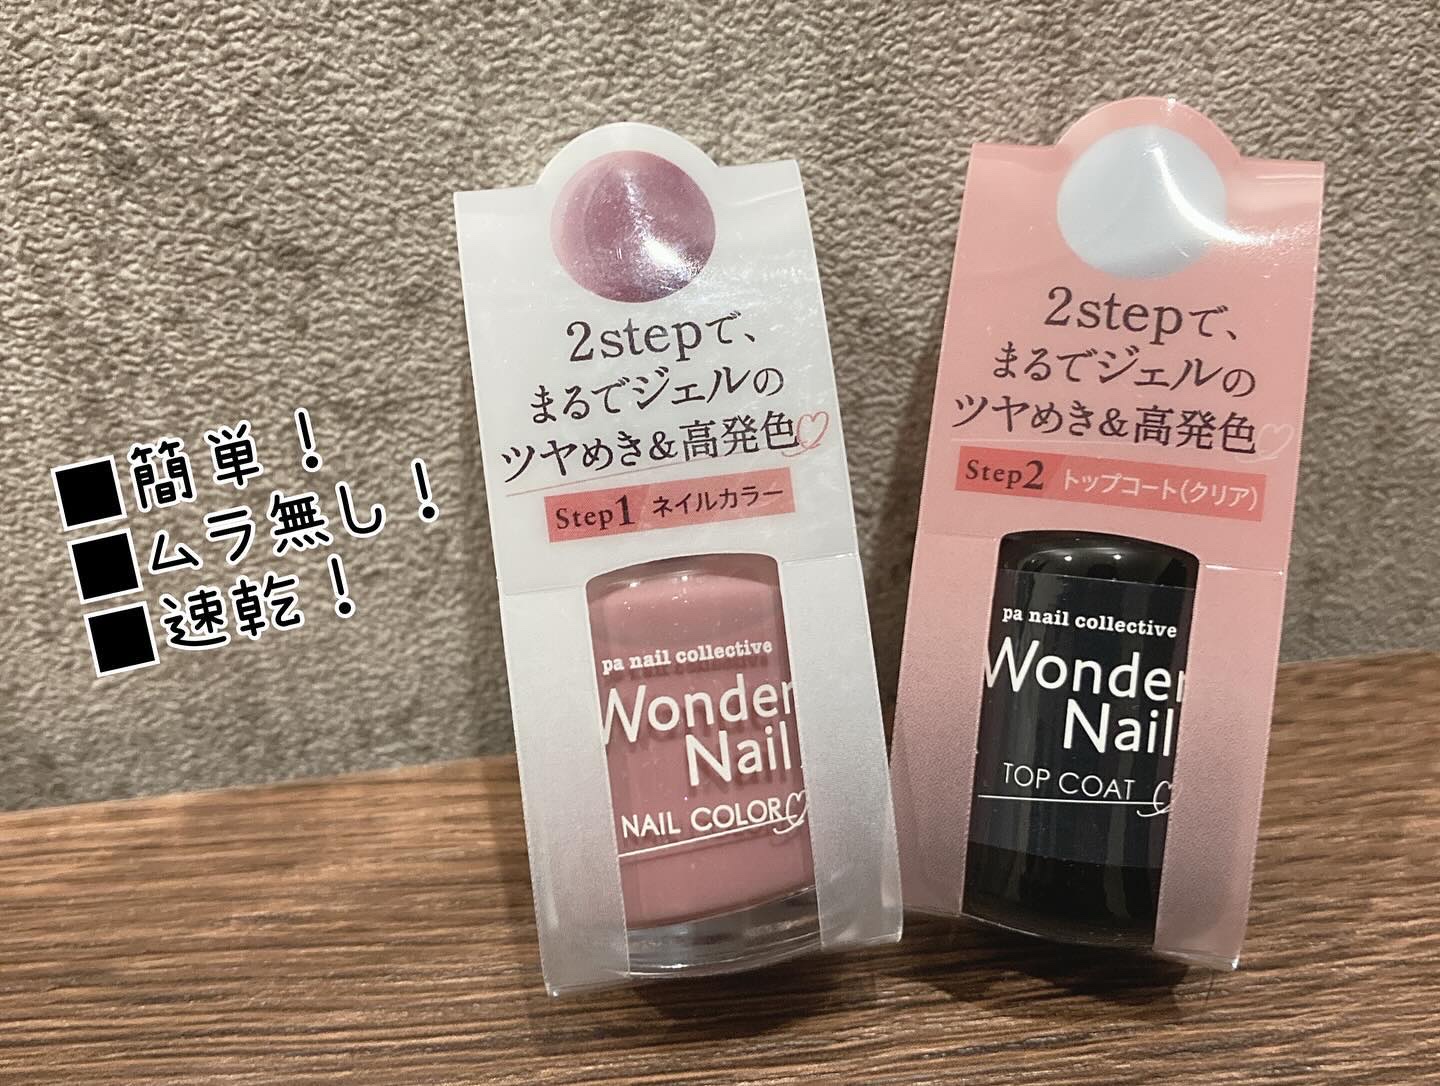 ■簡単！
■ムラ無し！
■速乾！
2stepで、
まるでジェルの
ツヤめき&高発色
Step1 ネイルカラー
pa nail collective
Wonder
Nail
NAIL COLOR
2stepで、
まるでジェルの
ツヤめき&高発色
Step2 トップコート(クリア)
pa nail collective
Wonder
Nail
TOP COAT